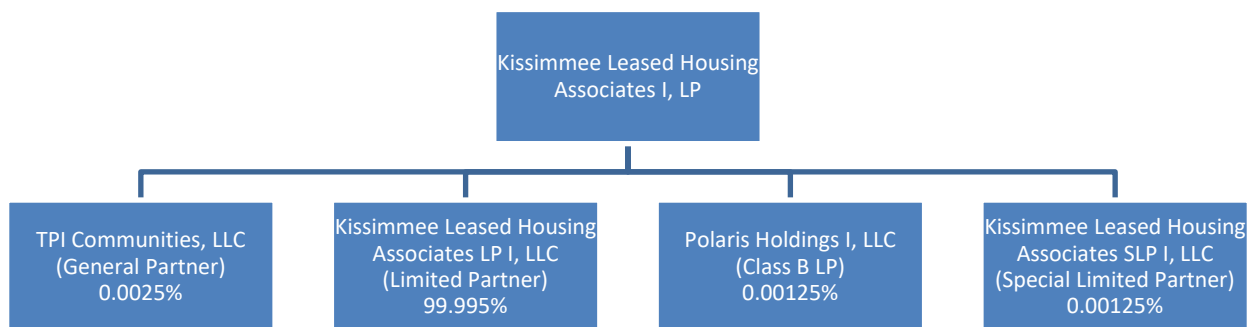 Kissimmee Leased Housing
Associates I, LP
TPI Communities, LLC
(General Partner)
0.0025%
Kissimmee Leased Housing
Associates LP I, LLC
(Limited Partner)
99.995%
Polaris Holdings I, LLC
(Class B LP)
0.00125%
Kissimmee Leased Housing
Associates SLP I, LLC
(Special Limited Partner)
0.00125%